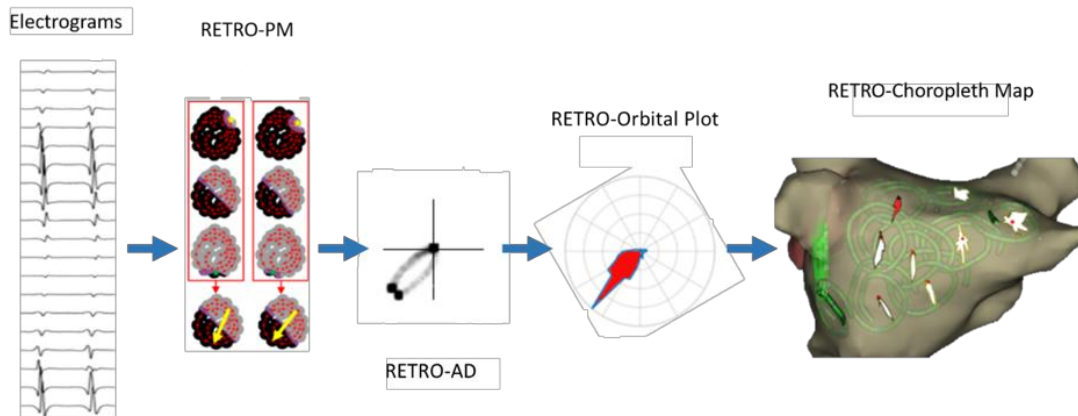 Electrograms
RETRO-PM
RETRO-AD
RETRO-Orbital Plot
RETRO-Choropleth Map